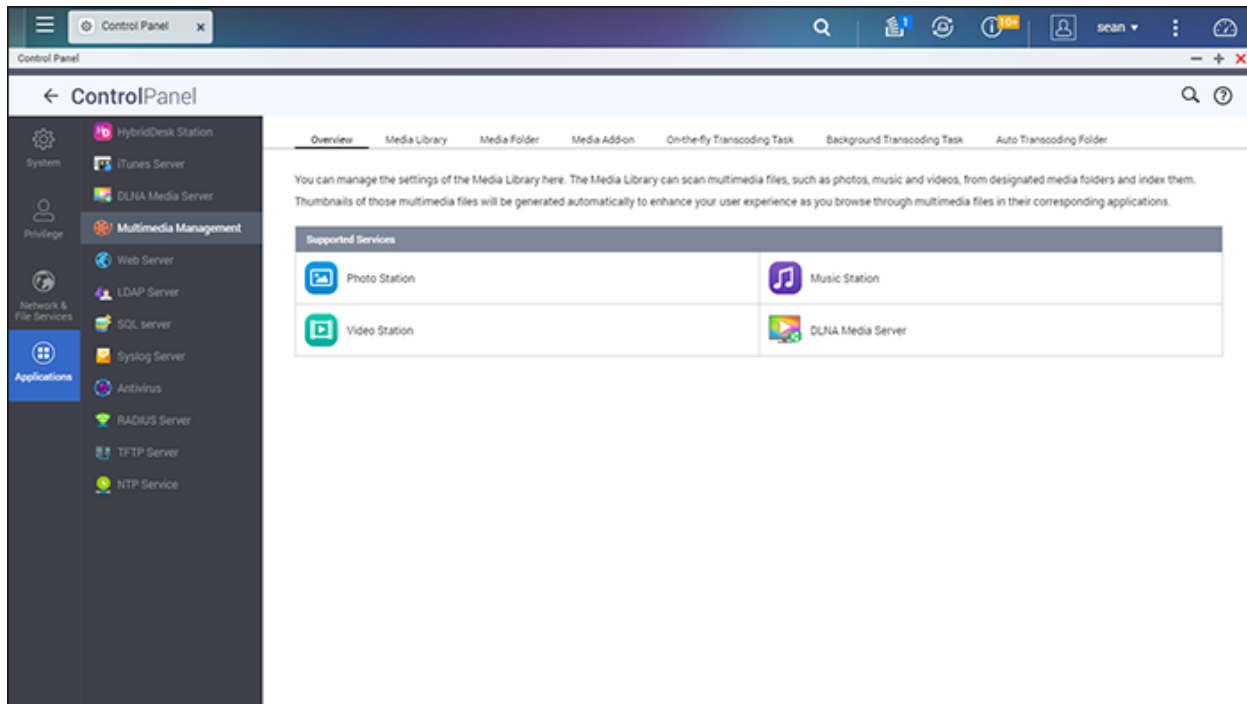 Control Panel x
1
10+
sean
Control Panel
ControlPanel
System
Privilege
Network &
File Services
Applications
HybridDesk Station
iTunes Server
DLNA Media Server
Multimedia Management
Web Server
LDAP Server
SQL server
Syslog Server
Antivirus
RADIUS Server
TFTP Server
NTP Service
Overview Media Library Media Folder Media Add-on On-the-fly Transcoding Task Background Transcoding Task Auto Transcoding Folder
You can manage the settings of the Media Library here. The Media Library can scan multimedia files, such as photos, music and videos, from designated media folders and index them.
Thumbnails of those multimedia files will be generated automatically to enhance your user experience as you browse through multimedia files in their corresponding applications.
Supported Services
Photo Station
Music Station
Video Station
DLNA Media Server